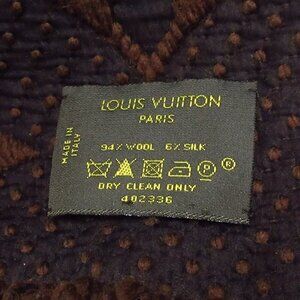 LOUIS VUITTON
PARIS
MADE IN
ITALY
94% WOOL 6% SILK
P ®
DRY CLEAN ONLY
402336